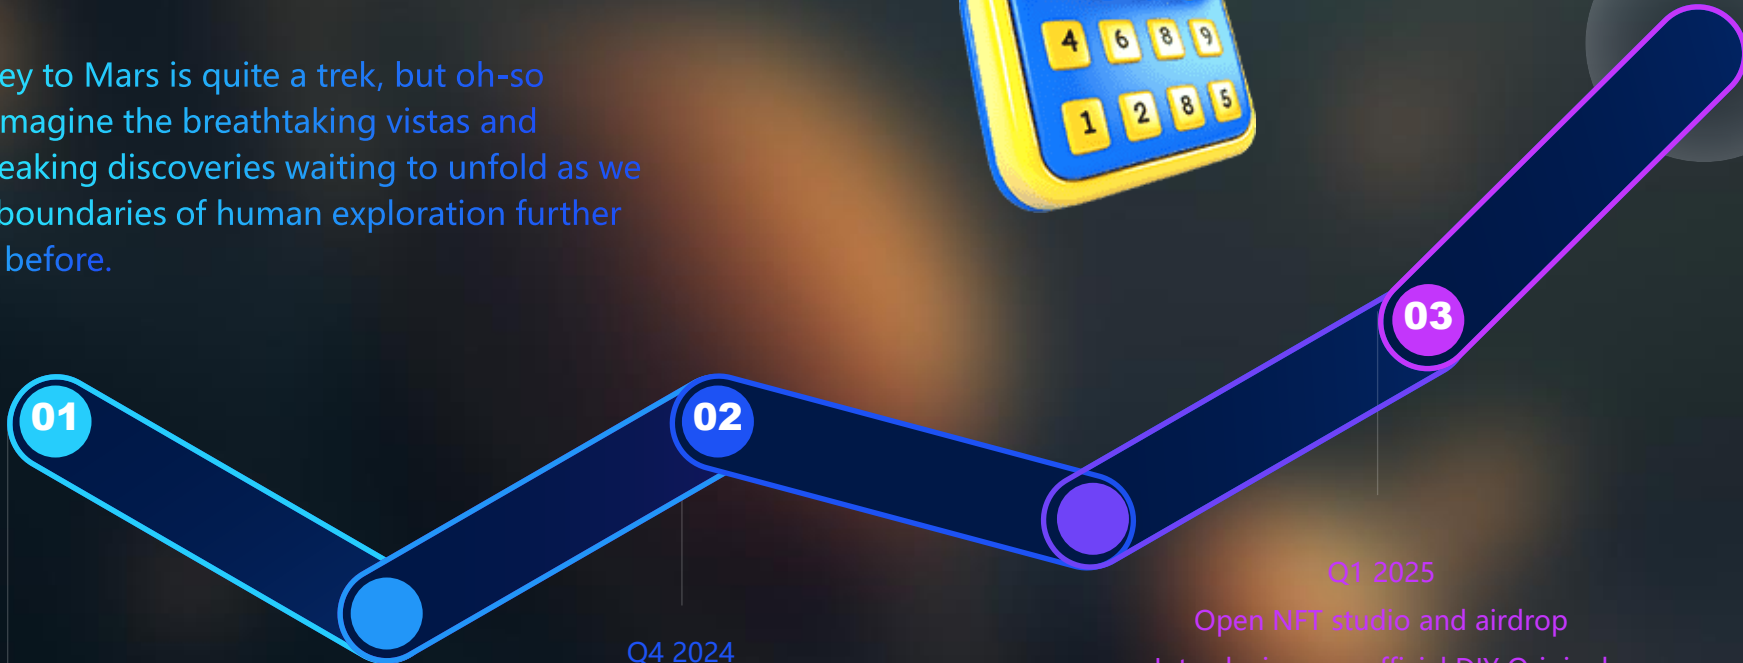 ey to Mars is quite a trek, but oh-so
magine the breathtaking vistas and
eaking discoveries waiting to unfold as we
boundaries of human exploration further
before.
4 6 8 9
1 2 8 5
01
02
03
Q4 2024
Q1 2025
Open NFT studio and airdrop